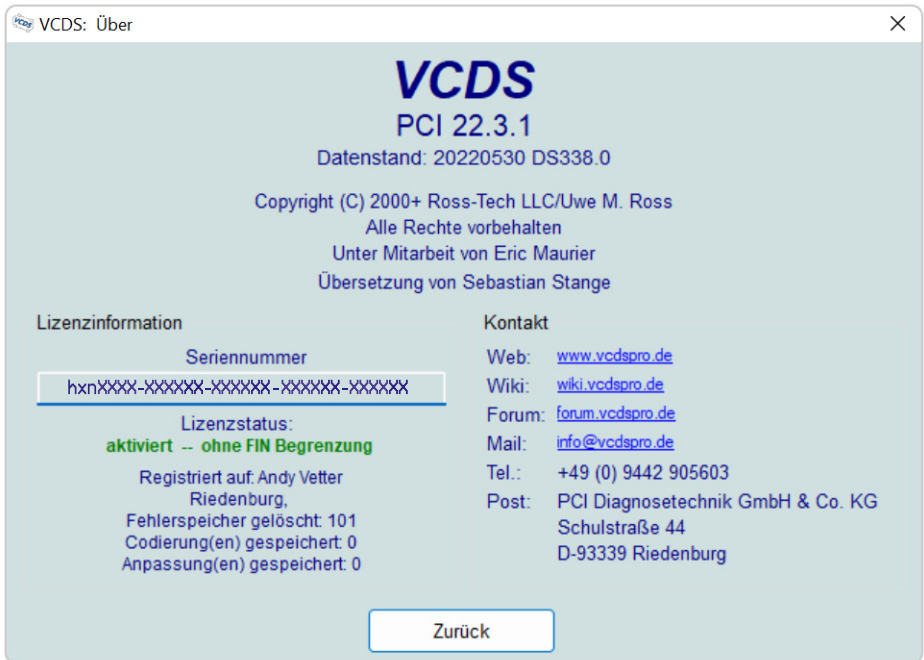 VCDS: Über
VCDS
PCI 22.3.1
Datenstand: 20220530 DS338.0
Copyright (C) 2000+ Ross-Tech LLC/Uwe M. Ross
Alle Rechte vorbehalten
Unter Mitarbeit von Eric Maurier
Übersetzung von Sebastian Stange
Lizenzinformation
Seriennummer
hxnXXXX-XXXXXX-XXXXXX-XXXXXX-XXXXXX
Lizenzstatus:
aktiviert -- ohne FIN Begrenzung
Registriert auf: Andy Vetter
Riedenburg,
Fehlerspeicher gelöscht: 101
Codierung(en) gespeichert: 0
Anpassung(en) gespeichert: 0
Kontakt
Web: www.vcdspro.de
Wiki: wiki.vcdspro.de
Forum: forum.vcdspro.de
Mail: info@vcdspro.de
Tel.: +49 (0) 9442 905603
Post: PCI Diagnosetechnik GmbH & Co. KG
Schulstraße 44
D-93339 Riedenburg
Zurück